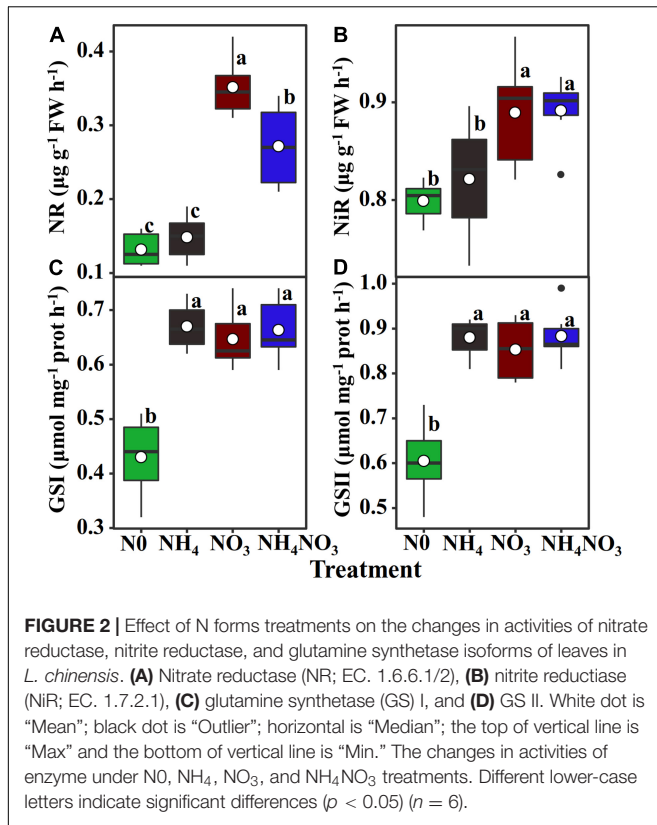 A
B
NR (µg g⁻¹ FW h⁻¹)
0.4
0.3
0.2
0.1
c
c
a
b
NiR (µg g⁻¹ FW h⁻¹)
0.9
0.8
b
b
a
a
C
D
GSI (µmol mg⁻¹ prot h⁻¹)
0.7
0.6
0.5
0.4
0.3
b
a
a
a
GSII (µmol mg⁻¹ prot h⁻¹)
1.0
0.9
0.8
0.7
0.6
0.5
b
a
a
a
N0 NH₄ NO₃ NH₄NO₃
N0 NH₄ NO₃ NH₄NO₃
Treatment
FIGURE 2 | Effect of N forms treatments on the changes in activities of nitrate
reductase, nitrite reductase, and glutamine synthetase isoforms of leaves in
L. chinensis. (A) Nitrate reductase (NR; EC. 1.6.6.1/2), (B) nitrite reductiase
(NiR; EC. 1.7.2.1), (C) glutamine synthetase (GS) I, and (D) GS II. White dot is
“Mean”; black dot is “Outlier”; horizontal is “Median”; the top of vertical line is
“Max” and the bottom of vertical line is “Min.” The changes in activities of
enzyme under N0, NH₄, NO₃, and NH₄NO₃ treatments. Different lower-case
letters indicate significant differences (p < 0.05) (n = 6).